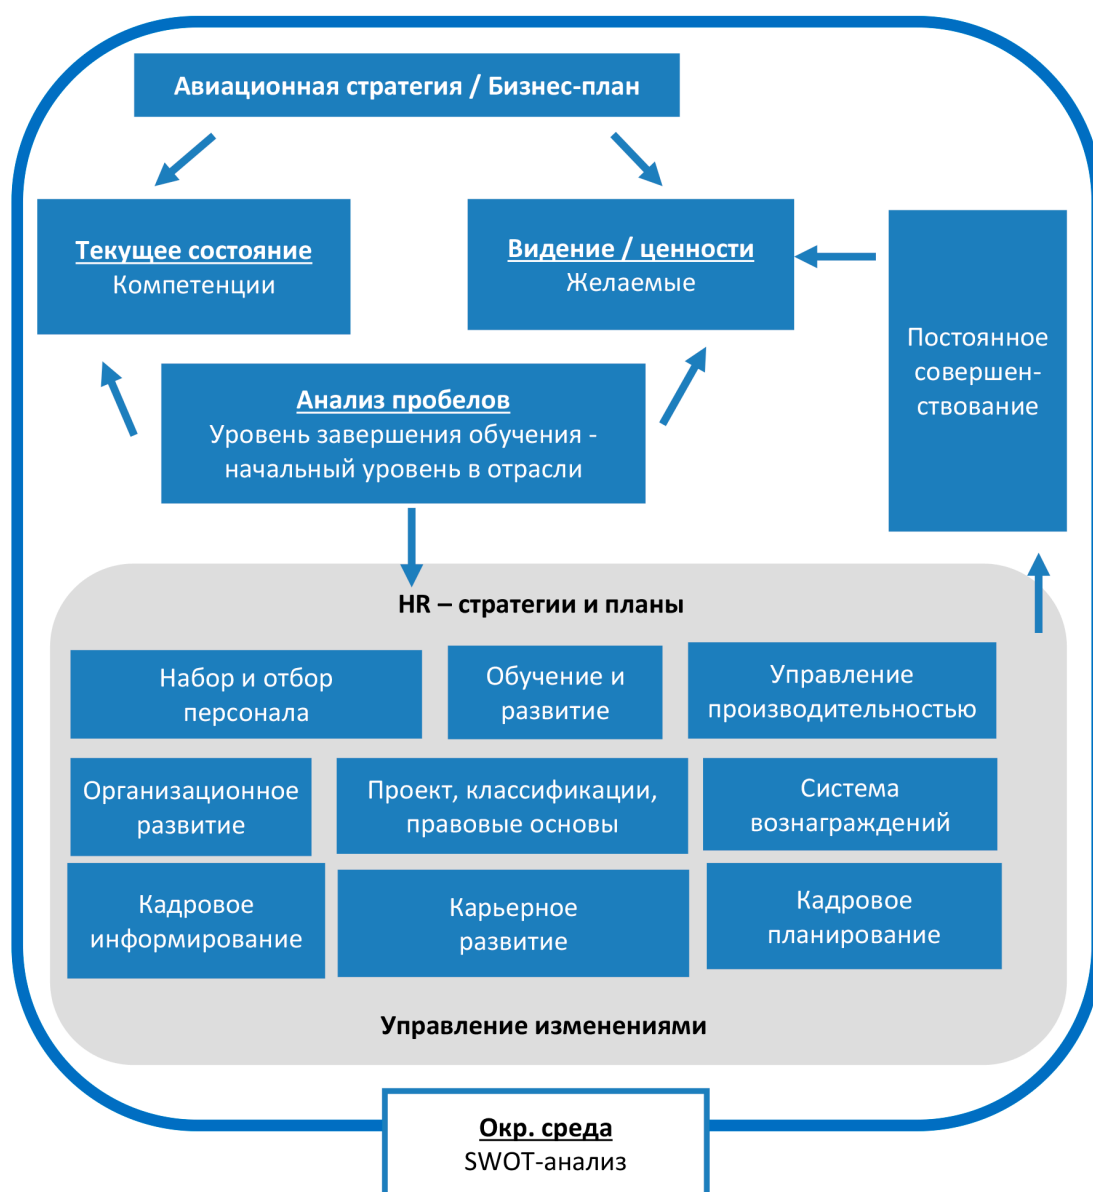 Авиационная стратегия / Бизнес-план
Текущее состояние
Компетенции
Видение / ценности
Желаемые
Постоянное
совершен-
ствование
Анализ пробелов
Уровень завершения обучения -
начальный уровень в отрасли
HR – стратегии и планы
Набор и отбор
персонала
Обучение и
развитие
Управление
производительностью
Организационное
развитие
Проект, классификации,
правовые основы
Система
вознаграждений
Кадровое
информирование
Карьерное
развитие
Кадровое
планирование
Управление изменениями
Окр. среда
SWOT-анализ